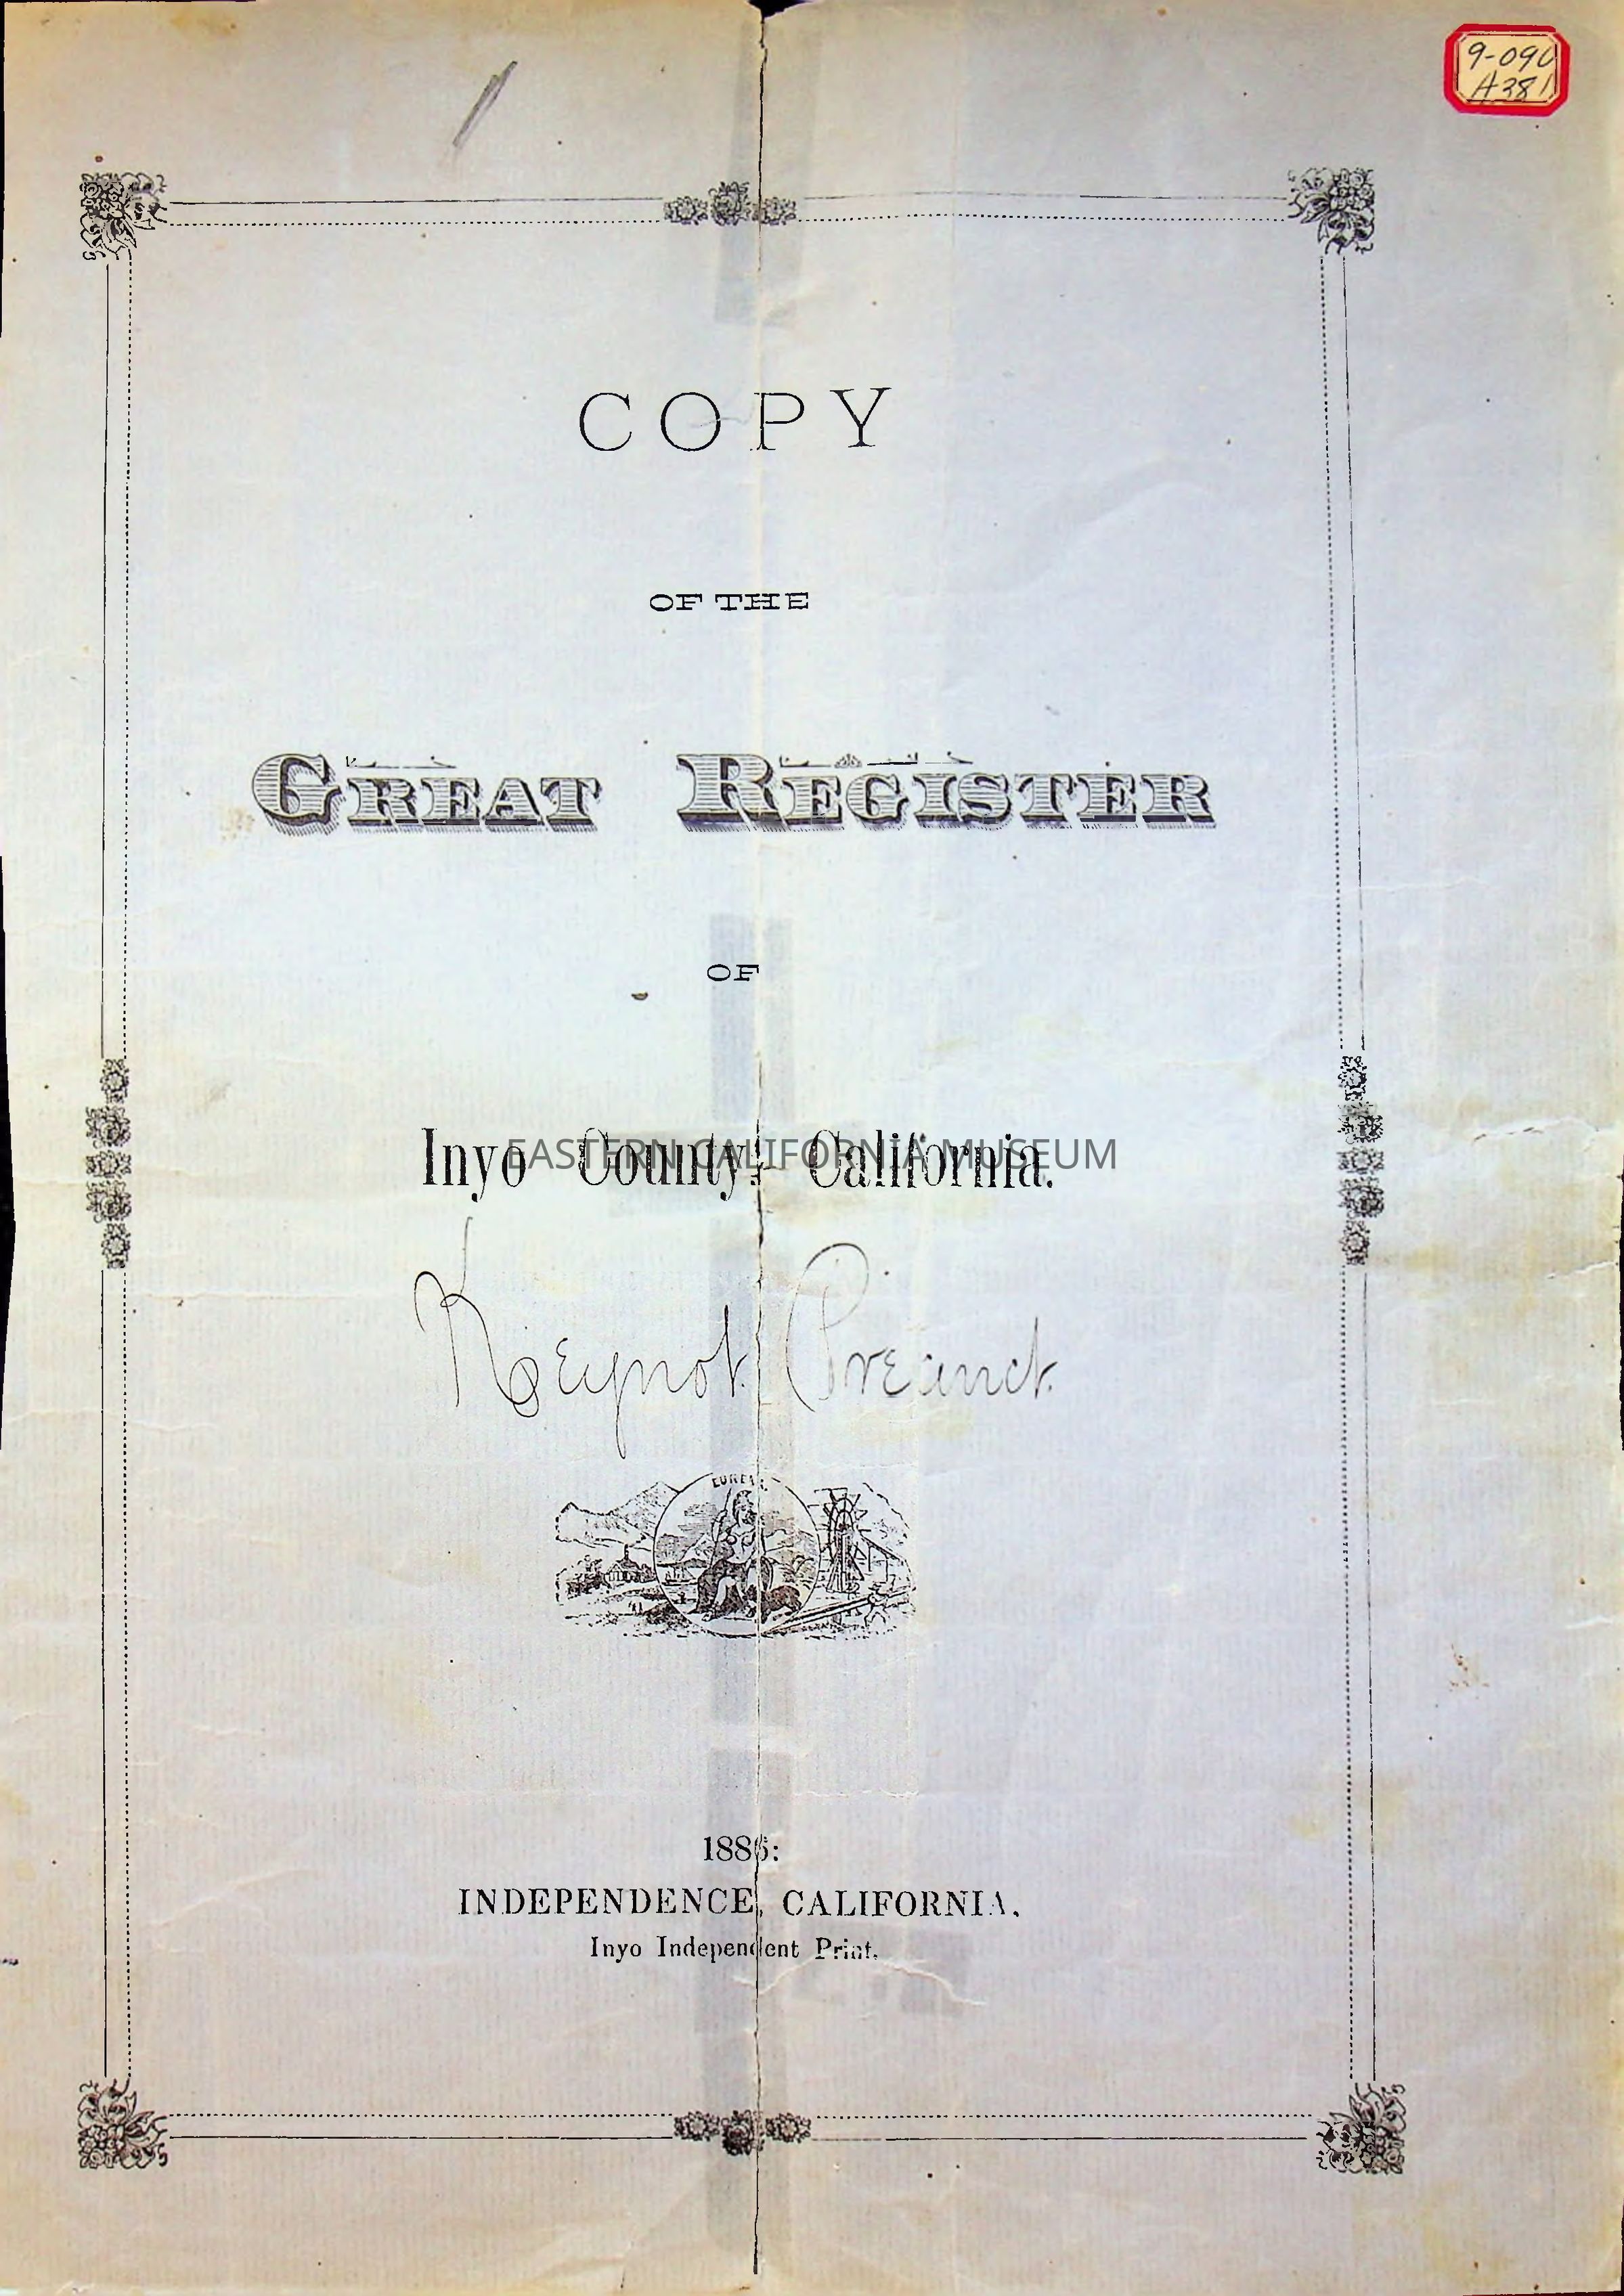 9-090
A381
COPY
OF THE
GREAT REGISTER
OF
Inyo County, California.
EASTERN CALIFORNIA MUSEUM
Keynot Precinct
EUREKA
1886:
INDEPENDENCE, CALIFORNIA.
Inyo Independent Print.